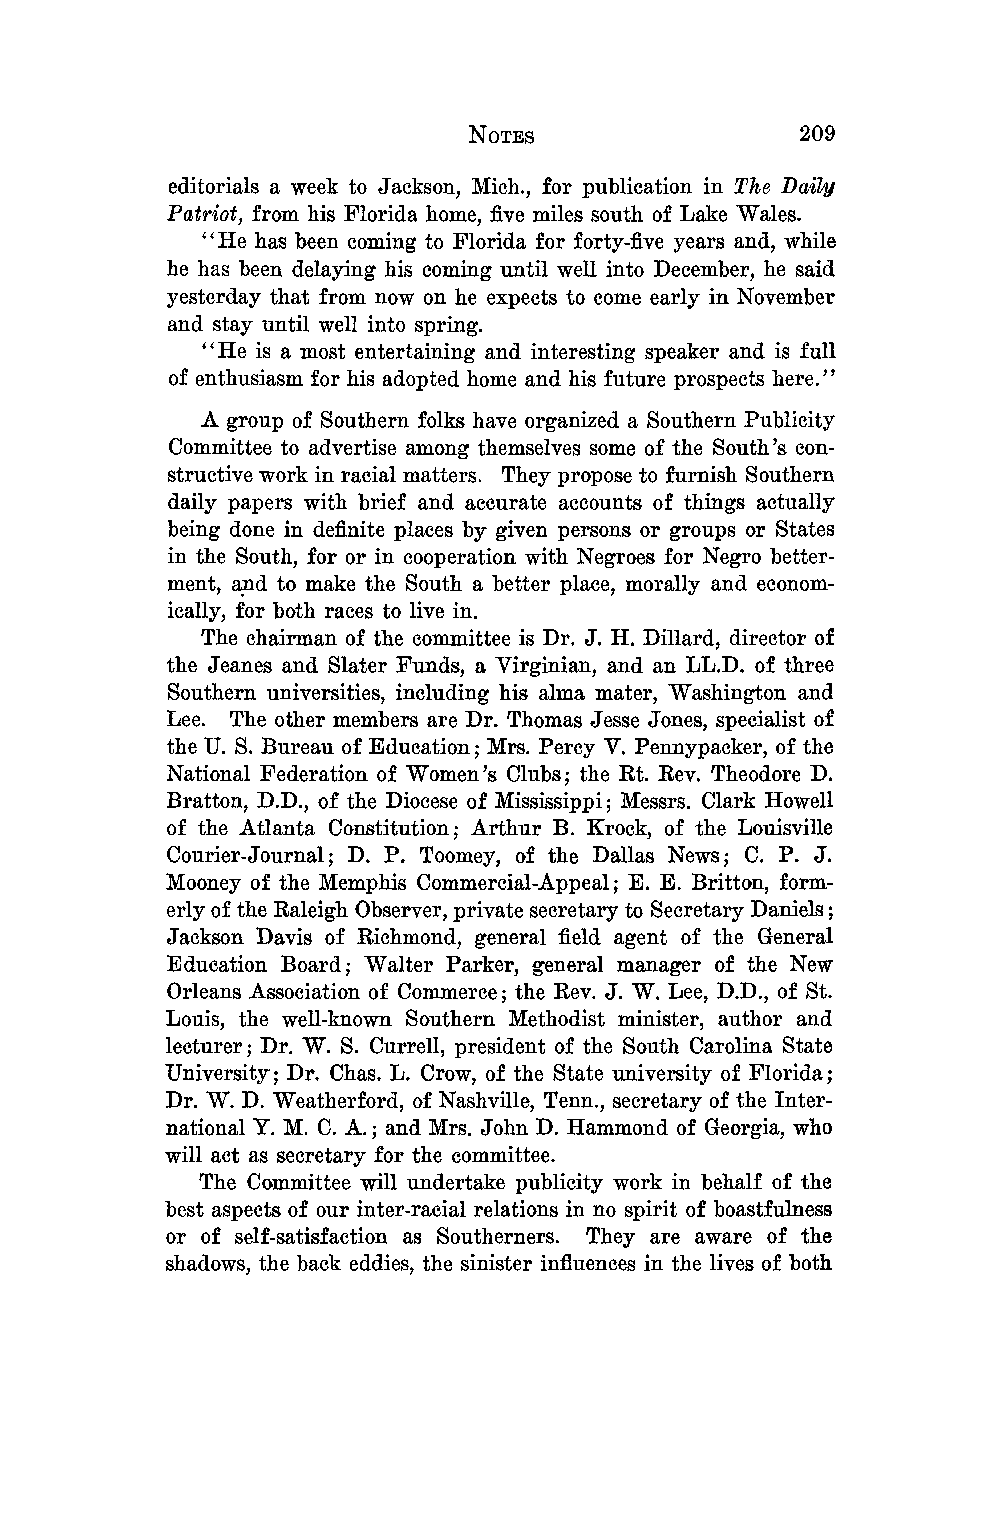 NOTES 209
editorials a week to Jackson, Mich., for publication in The Daily
Patriot, from his Florida home, five miles south of Lake Wales.
“He has been coming to Florida for forty-five years and, while
he has been delaying his coming until well into December, he said
yesterday that from now on he expects to come early in November
and stay until well into spring.
“He is a most entertaining and interesting speaker and is full
of enthusiasm for his adopted home and his future prospects here.”
A group of Southern folks have organized a Southern Publicity
Committee to advertise among themselves some of the South's con-
structive work in racial matters. They propose to furnish Southern
daily papers with brief and accurate accounts of things actually
being done in definite places by given persons or groups or States
in the South, for or in cooperation with Negroes for Negro better-
ment, and to make the South a better place, morally and econom-
ically, for both races to live in.
The chairman of the committee is Dr. J. H. Dillard, director of
the Jeanes and Slater Funds, a Virginian, and an LL.D. of three
Southern universities, including his alma mater, Washington and
Lee. The other members are Dr. Thomas Jesse Jones, specialist of
the U. S. Bureau of Education; Mrs. Percy V. Pennypacker, of the
National Federation of Women's Clubs; the Rt. Rev. Theodore D.
Bratton, D.D., of the Diocese of Mississippi; Messrs. Clark Howell
of the Atlanta Constitution; Arthur B. Krock, of the Louisville
Courier-Journal; D. P. Toomey, of the Dallas News; C. P. J.
Mooney of the Memphis Commercial-Appeal; E. E. Britton, form-
erly of the Raleigh Observer, private secretary to Secretary Daniels;
Jackson Davis of Richmond, general field agent of the General
Education Board; Walter Parker, general manager of the New
Orleans Association of Commerce; the Rev. J. W. Lee, D.D., of St.
Louis, the well-known Southern Methodist minister, author and
lecturer; Dr. W. S. Currell, president of the South Carolina State
University; Dr. Chas. L. Crow, of the State university of Florida;
Dr. W. D. Weatherford, of Nashville, Tenn., secretary of the Inter-
national Y. M. C. A.; and Mrs. John D. Hammond of Georgia, who
will act as secretary for the committee.
The Committee will undertake publicity work in behalf of the
best aspects of our inter-racial relations in no spirit of boastfulness
or of self-satisfaction as Southerners. They are aware of the
shadows, the back eddies, the sinister influences in the lives of both